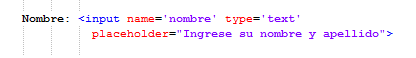 Nombre: <input name='nombre' type='text'
placeholder="Ingrese su nombre y apellido">